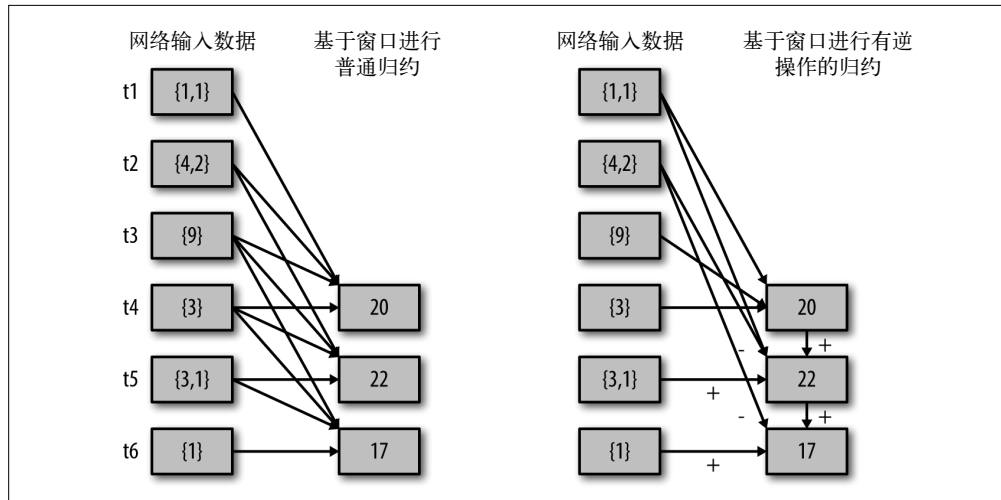 网络输入数据
基于窗口进行
普通归约
t1
{1,1}
t2
{4,2}
t3
{9}
t4
{3}
20
t5
{3,1}
22
t6
{1}
17
网络输入数据
基于窗口进行有逆
操作的归约
{1,1}
{4,2}
{9}
{3}
20
-
+
{3,1}
+
22
-
+
{1}
+
17